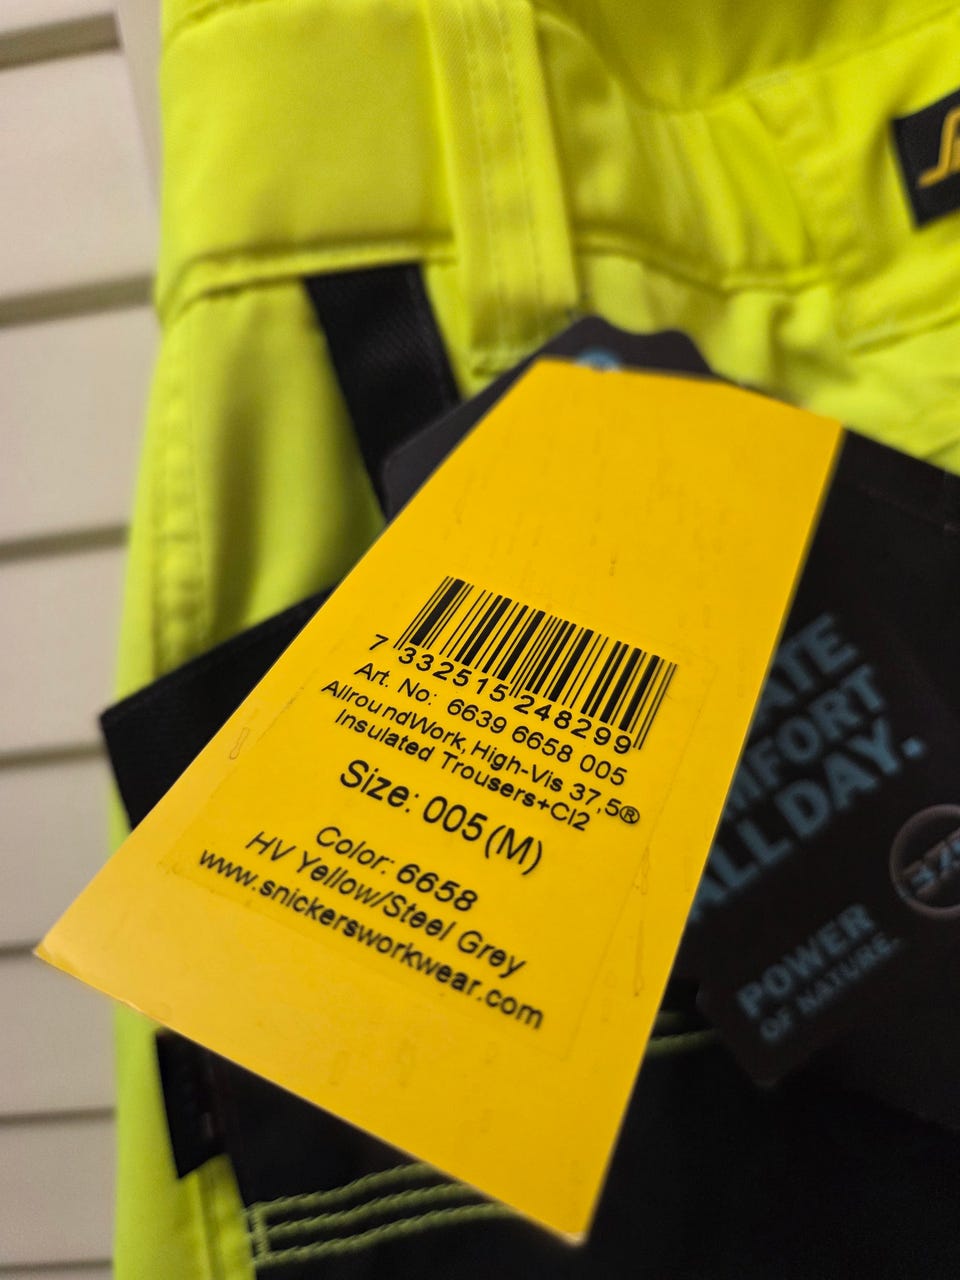 7 332515 248299
Art. No: 6639 6658 005
AllroundWork, High-Vis 37,5®
Insulated Trousers+Cl2
Size: 005(M)
Color: 6658
HV Yellow/Steel Grey
www.snickersworkwear.com
ALL DAY.
POWER
OF NATURE.